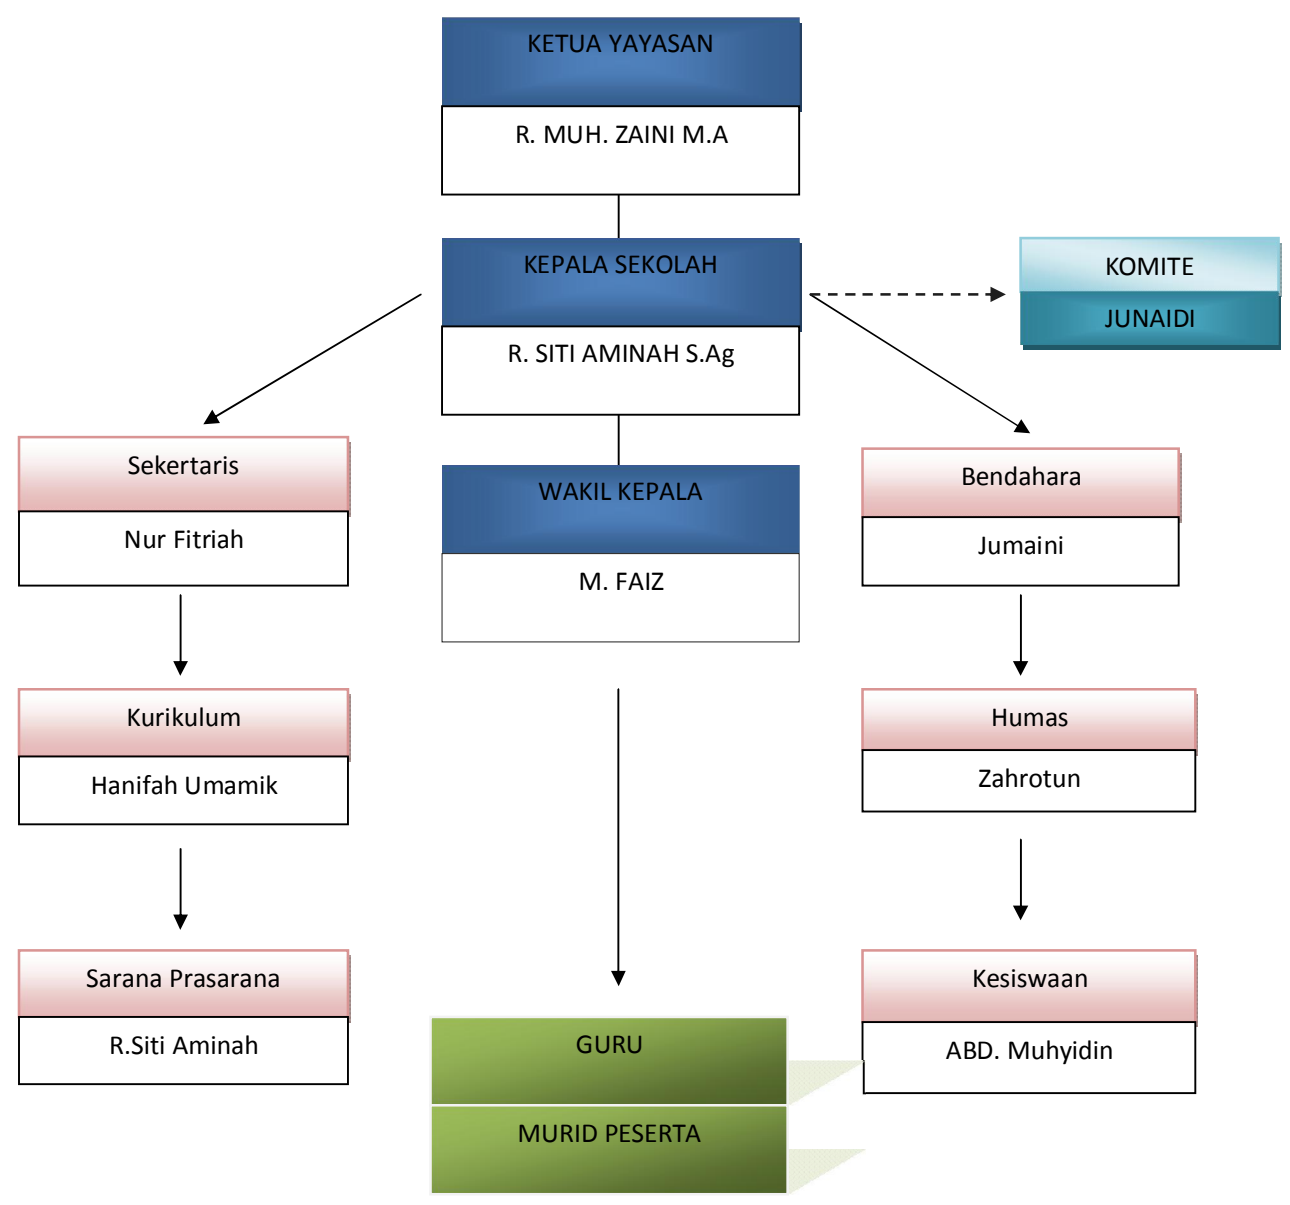 KETUA YAYASAN
R. MUH. ZAINI M.A
KEPALA SEKOLAH
R. SITI AMINAH S.Ag
KOMITE
JUNAIDI
Sekertaris
Nur Fitriah
WAKIL KEPALA
M. FAIZ
Bendahara
Jumaini
Kurikulum
Hanifah Umamik
Humas
Zahrotun
Sarana Prasarana
R.Siti Aminah
Kesiswaan
ABD. Muhyidin
GURU
MURID PESERTA